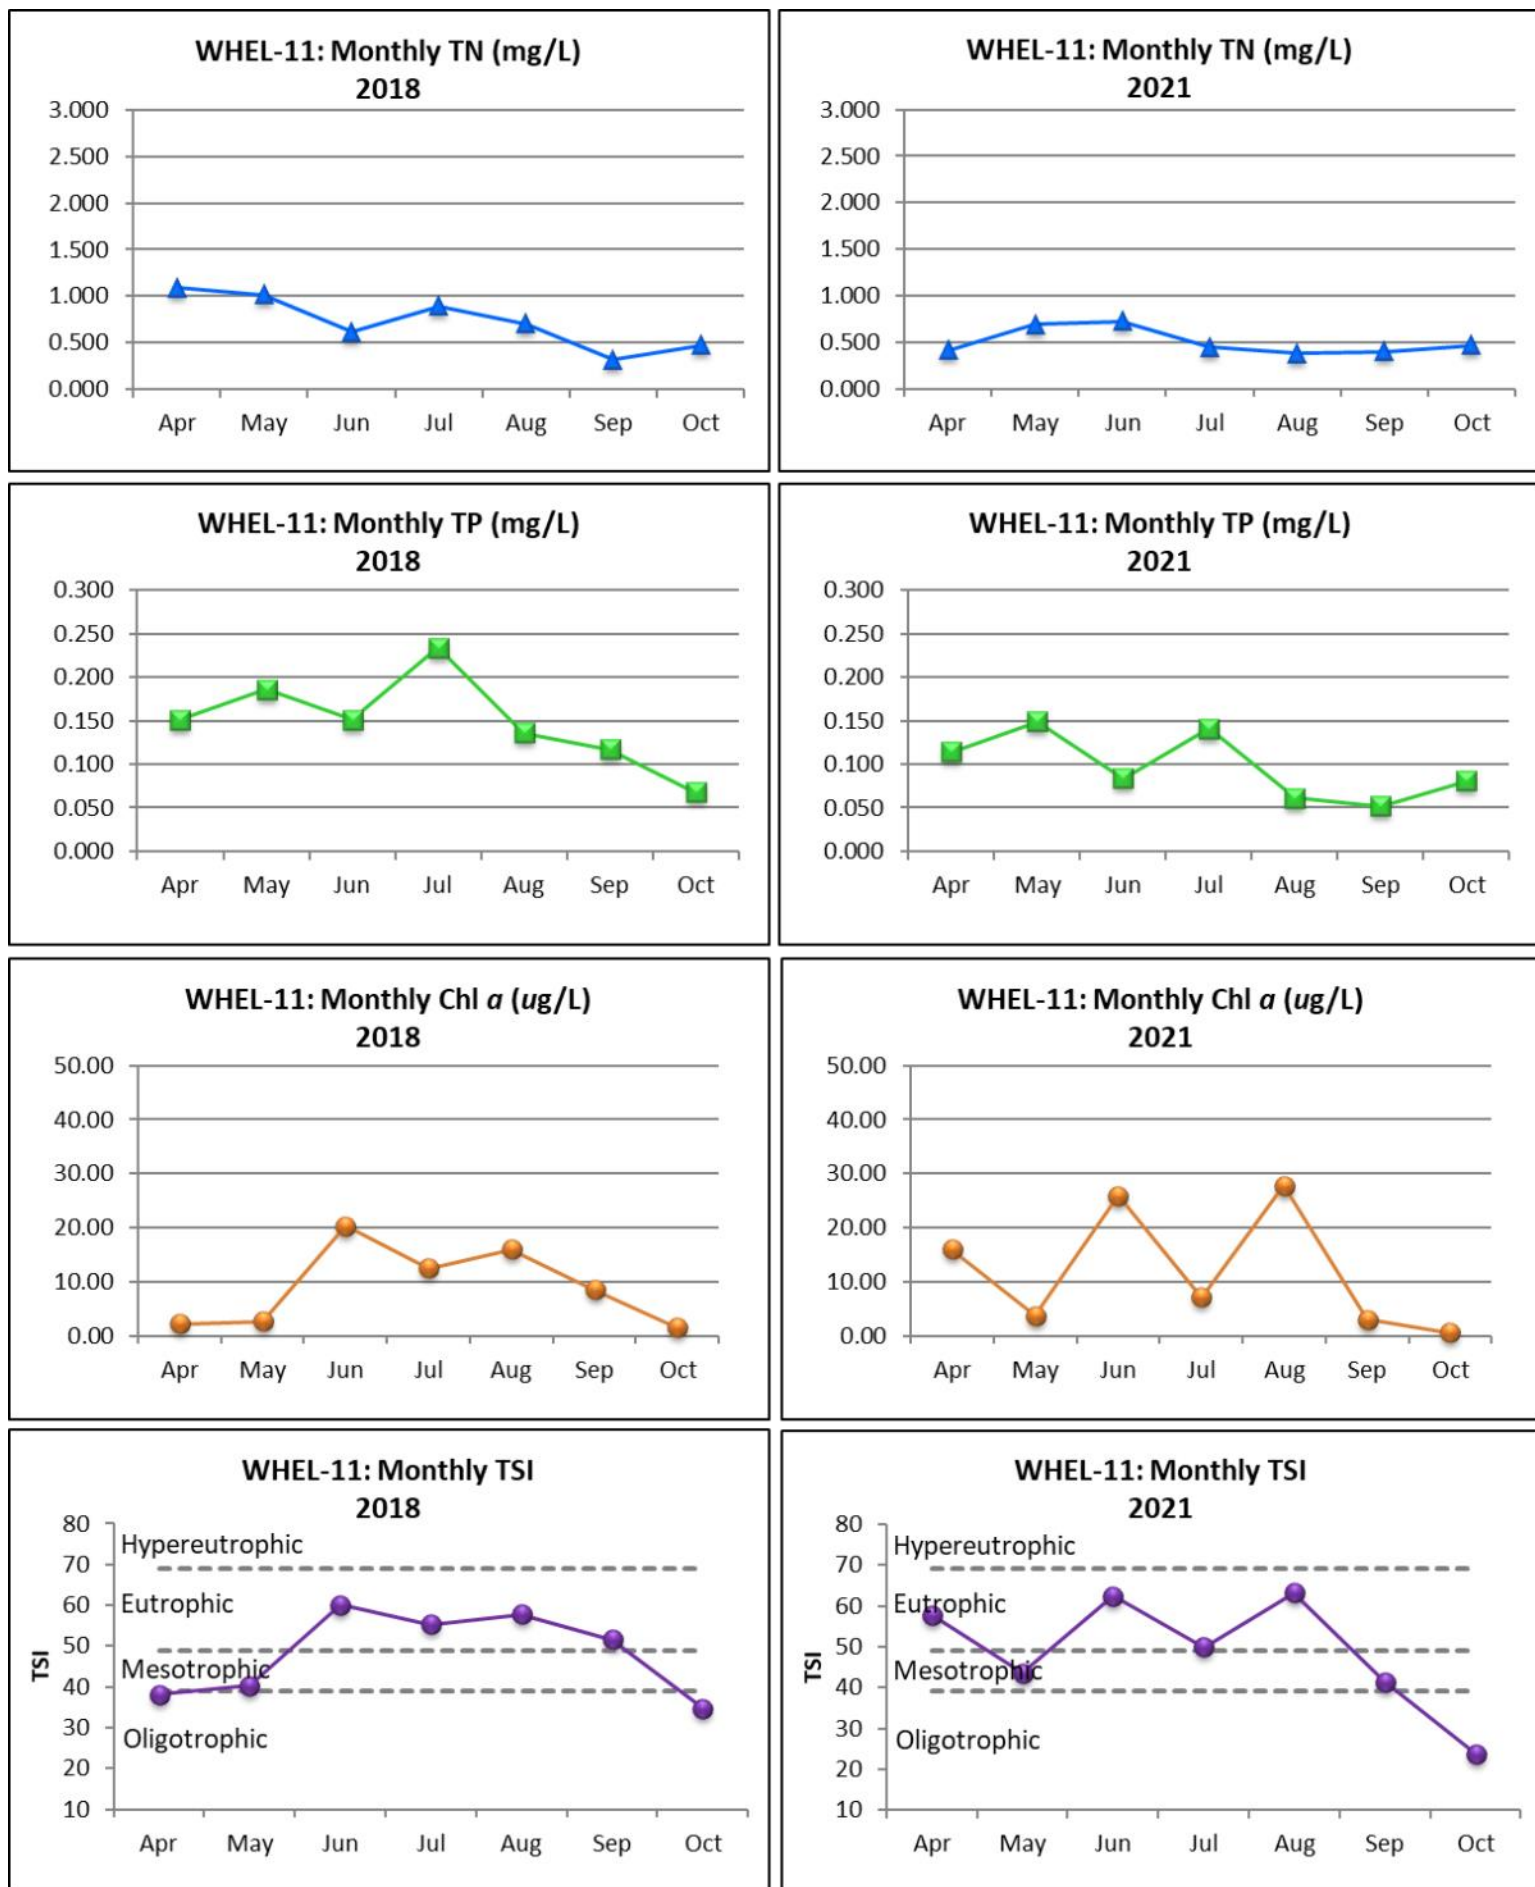 WHEL-11: Monthly TN (mg/L)
2018
3.000
2.500
2.000
1.500
1.000
0.500
0.000
Apr May Jun Jul Aug Sep Oct
WHEL-11: Monthly TN (mg/L)
2021
3.000
2.500
2.000
1.500
1.000
0.500
0.000
Apr May Jun Jul Aug Sep Oct
WHEL-11: Monthly TP (mg/L)
2018
0.300
0.250
0.200
0.150
0.100
0.050
0.000
Apr May Jun Jul Aug Sep Oct
WHEL-11: Monthly TP (mg/L)
2021
0.300
0.250
0.200
0.150
0.100
0.050
0.000
Apr May Jun Jul Aug Sep Oct
WHEL-11: Monthly Chl a (ug/L)
2018
50.00
40.00
30.00
20.00
10.00
0.00
Apr May Jun Jul Aug Sep Oct
WHEL-11: Monthly Chl a (ug/L)
2021
50.00
40.00
30.00
20.00
10.00
0.00
Apr May Jun Jul Aug Sep Oct
WHEL-11: Monthly TSI
2018
TSI
80
70
60
50
40
30
20
10
Hypereutrophic
Eutrophic
Mesotrophic
Oligotrophic
Apr May Jun Jul Aug Sep Oct
WHEL-11: Monthly TSI
2021
TSI
80
70
60
50
40
30
20
10
Hypereutrophic
Eutrophic
Mesotrophic
Oligotrophic
Apr May Jun Jul Aug Sep Oct